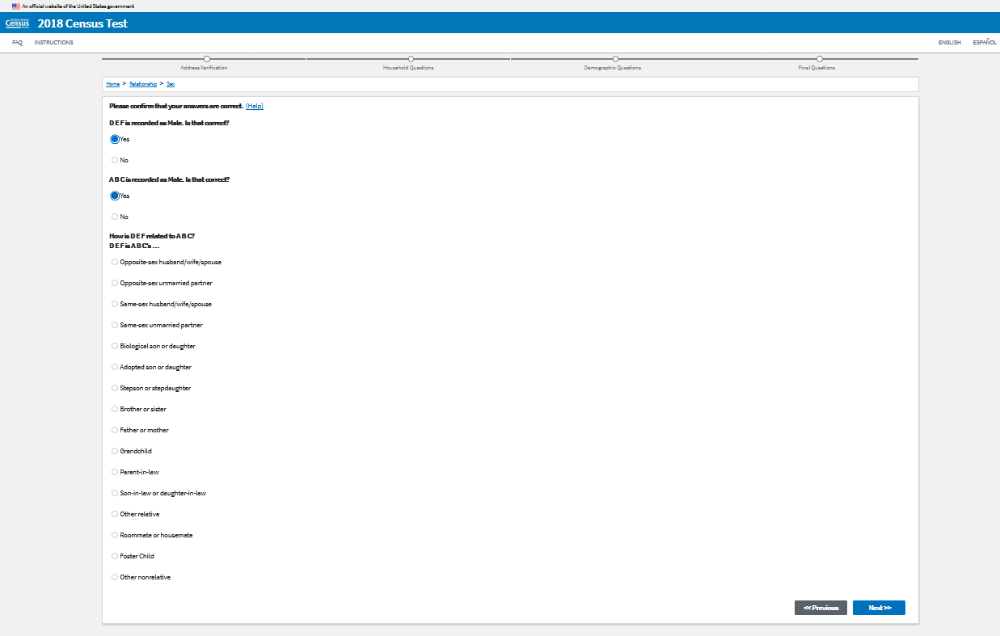 An official website of the United States government
United States
Census
Bureau
2018 Census Test
FAQ INSTRUCTIONS ENGLISH ESPAÑOL
Address Verification Household Questions Demographic Questions Final Questions
Home > Relationship > Sex
Please confirm that your answers are correct. (Help)
D E F is recorded as Male. Is that correct?
Yes
No
A B C is recorded as Male. Is that correct?
Yes
No
How is D E F related to A B C?
D E F is A B C's ...
Opposite-sex husband/wife/spouse
Opposite-sex unmarried partner
Same-sex husband/wife/spouse
Same-sex unmarried partner
Biological son or daughter
Adopted son or daughter
Stepson or stepdaughter
Brother or sister
Father or mother
Grandchild
Parent-in-law
Son-in-law or daughter-in-law
Other relative
Roommate or housemate
Foster Child
Other nonrelative
<< Previous Next >>